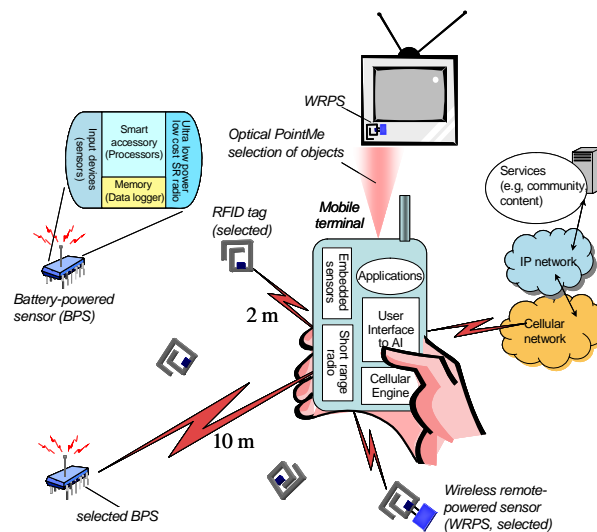 WRPS
Optical PointMe
selection of objects
Input devices
(sensors)
Smart
accessory
(Processors)
Memory
(Data logger)
Ultra low power
low cost SR radio
Battery-powered
sensor (BPS)
RFID tag
(selected)
2 m
Mobile
terminal
Embedded
sensors
Applications
User
Interface
to AI
Short range
radio
Cellular
Engine
Services
(e.g, community,
content)
IP network
Cellular
network
10 m
selected BPS
Wireless remote-
powered sensor
(WRPS, selected)